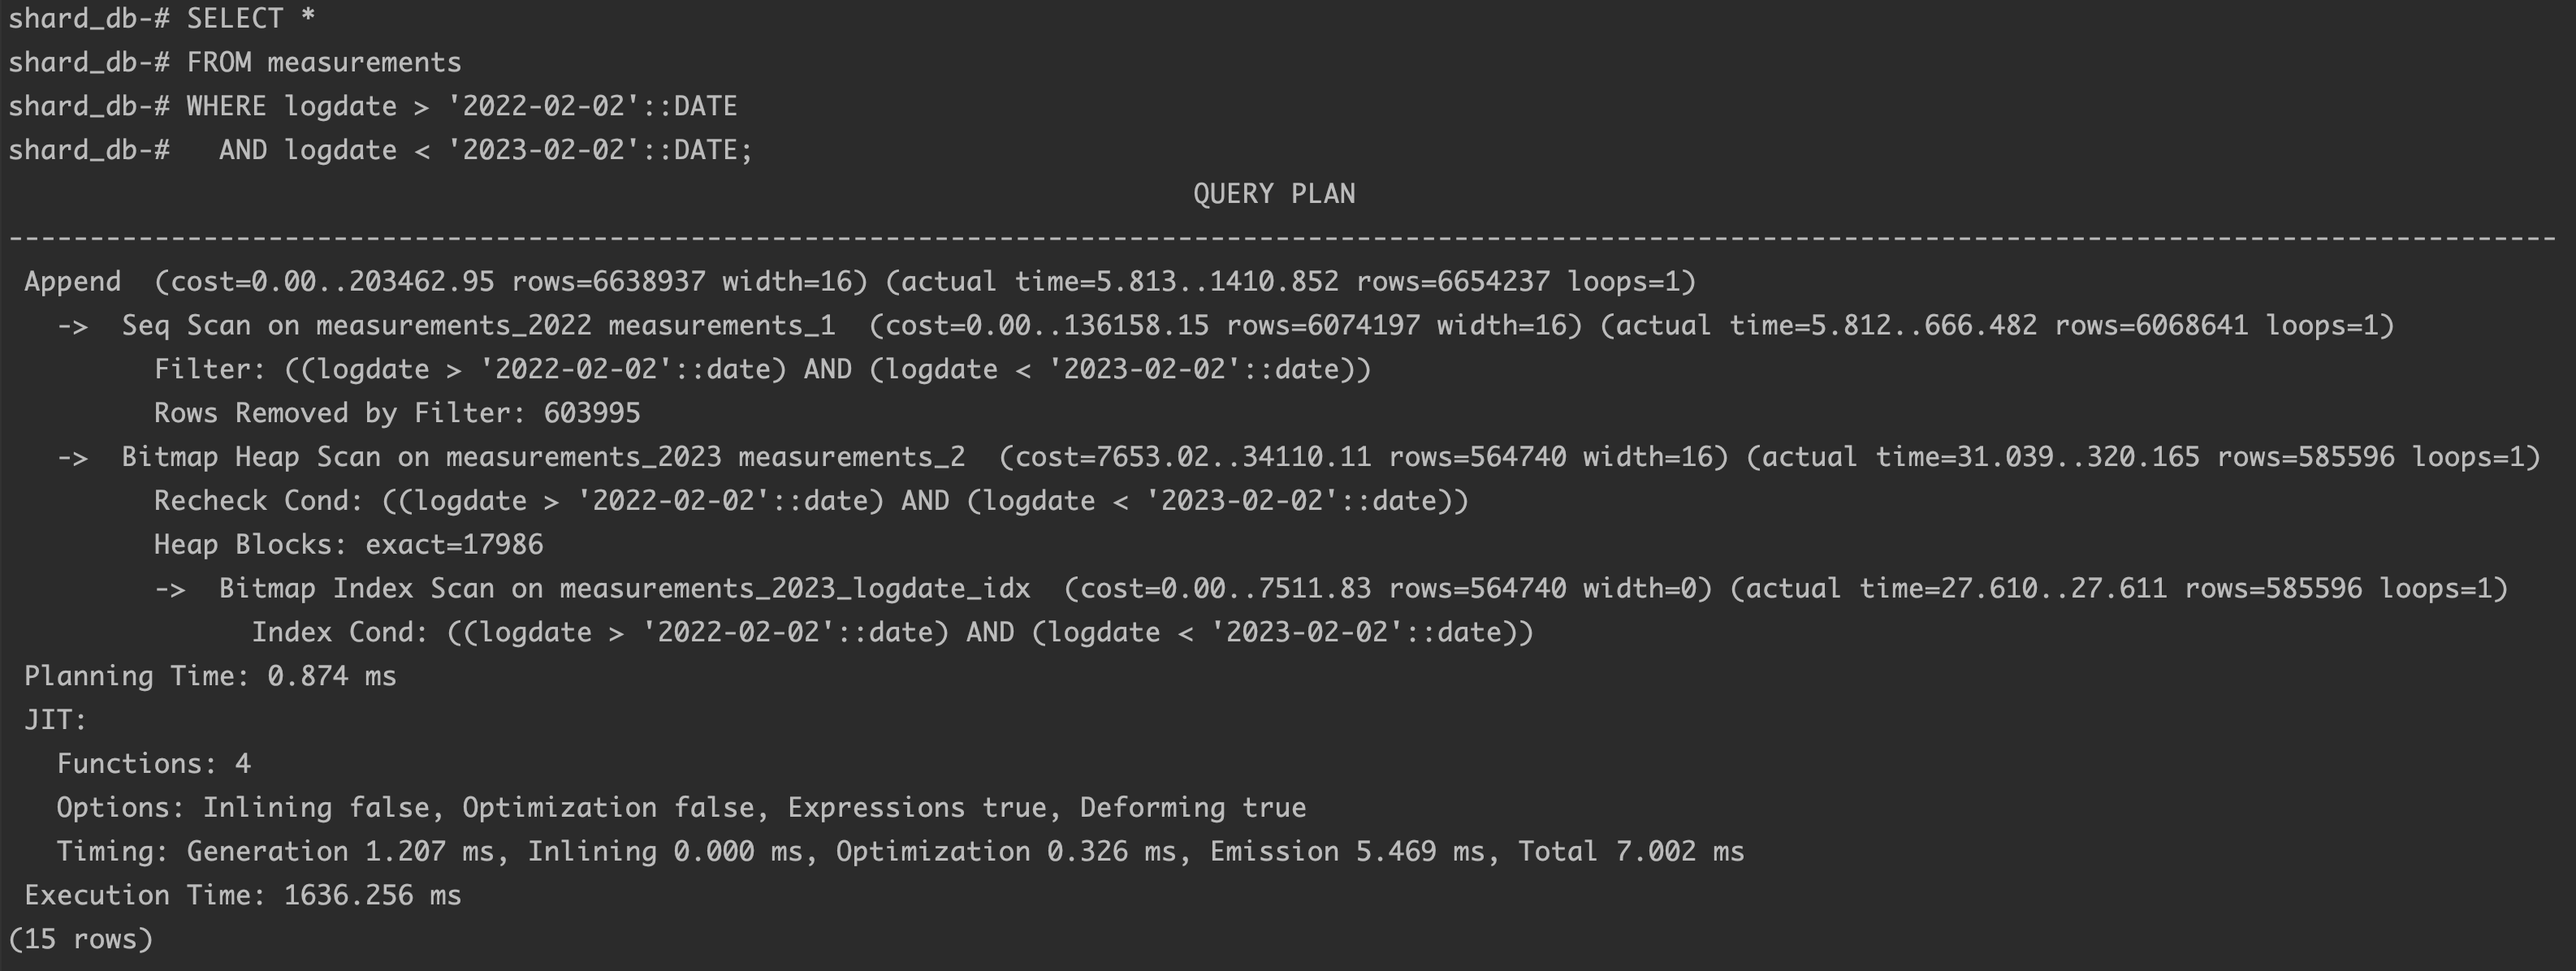 shard_db-# SELECT *
shard_db-# FROM measurements
shard_db-# WHERE logdate > '2022-02-02'::DATE
shard_db-#   AND logdate < '2023-02-02'::DATE;
QUERY PLAN
-------------------------------------------------------------------------------------------------------------------------------------------------------------
 Append  (cost=0.00..203462.95 rows=6638937 width=16) (actual time=5.813..1410.852 rows=6654237 loops=1)
   ->  Seq Scan on measurements_2022 measurements_1  (cost=0.00..136158.15 rows=6074197 width=16) (actual time=5.812..666.482 rows=6068641 loops=1)
         Filter: ((logdate > '2022-02-02'::date) AND (logdate < '2023-02-02'::date))
         Rows Removed by Filter: 603995
   ->  Bitmap Heap Scan on measurements_2023 measurements_2  (cost=7653.02..34110.11 rows=564740 width=16) (actual time=31.039..320.165 rows=585596 loops=1)
         Recheck Cond: ((logdate > '2022-02-02'::date) AND (logdate < '2023-02-02'::date))
         Heap Blocks: exact=17986
         ->  Bitmap Index Scan on measurements_2023_logdate_idx  (cost=0.00..7511.83 rows=564740 width=0) (actual time=27.610..27.611 rows=585596 loops=1)
               Index Cond: ((logdate > '2022-02-02'::date) AND (logdate < '2023-02-02'::date))
 Planning Time: 0.874 ms
 JIT:
   Functions: 4
   Options: Inlining false, Optimization false, Expressions true, Deforming true
   Timing: Generation 1.207 ms, Inlining 0.000 ms, Optimization 0.326 ms, Emission 5.469 ms, Total 7.002 ms
 Execution Time: 1636.256 ms
(15 rows)